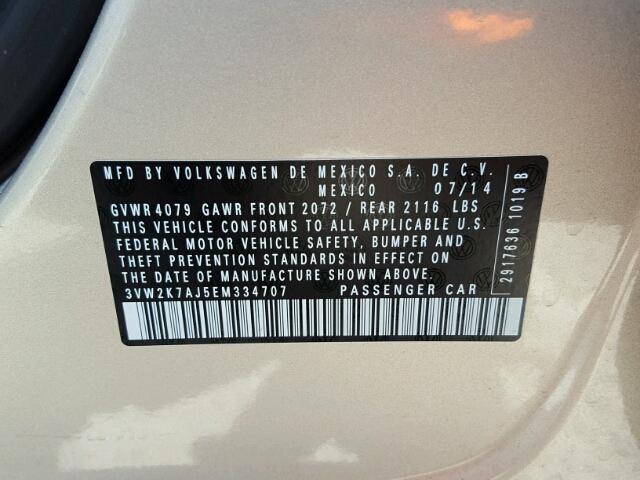 MFD BY VOLKSWAGEN DE MEXICO S.A. DE C.V.
MEXICO 07/14
GVWR 4079 GAWR FRONT 2072 / REAR 2116 LBS
THIS VEHICLE CONFORMS TO ALL APPLICABLE U.S.
FEDERAL MOTOR VEHICLE SAFETY, BUMPER AND
THEFT PREVENTION STANDARDS IN EFFECT ON
THE DATE OF MANUFACTURE SHOWN ABOVE.
3VW2K7AJ5EM334707 PASSENGER CAR
2917636 1019 B